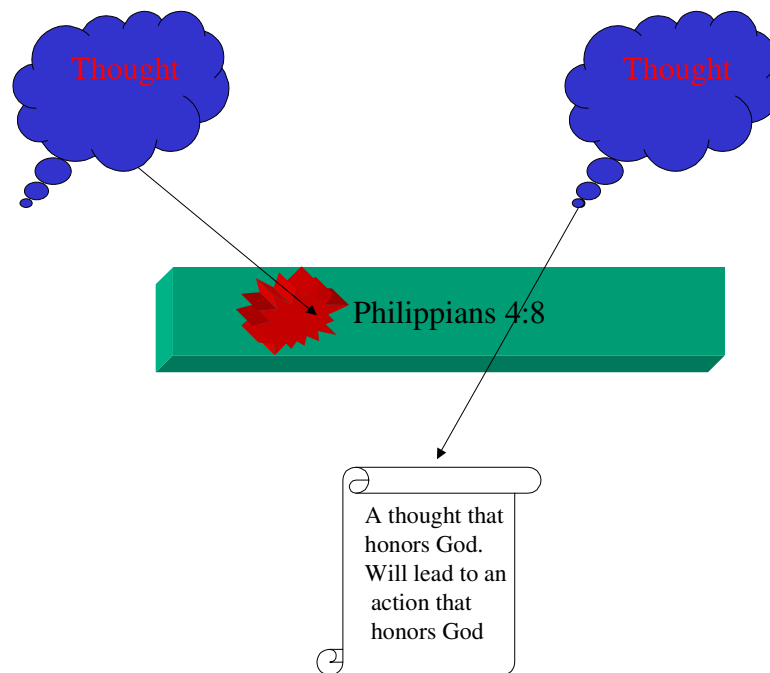 Thought
Thought
Philippians 4:8
A thought that
honors God.
Will lead to an
action that
honors God